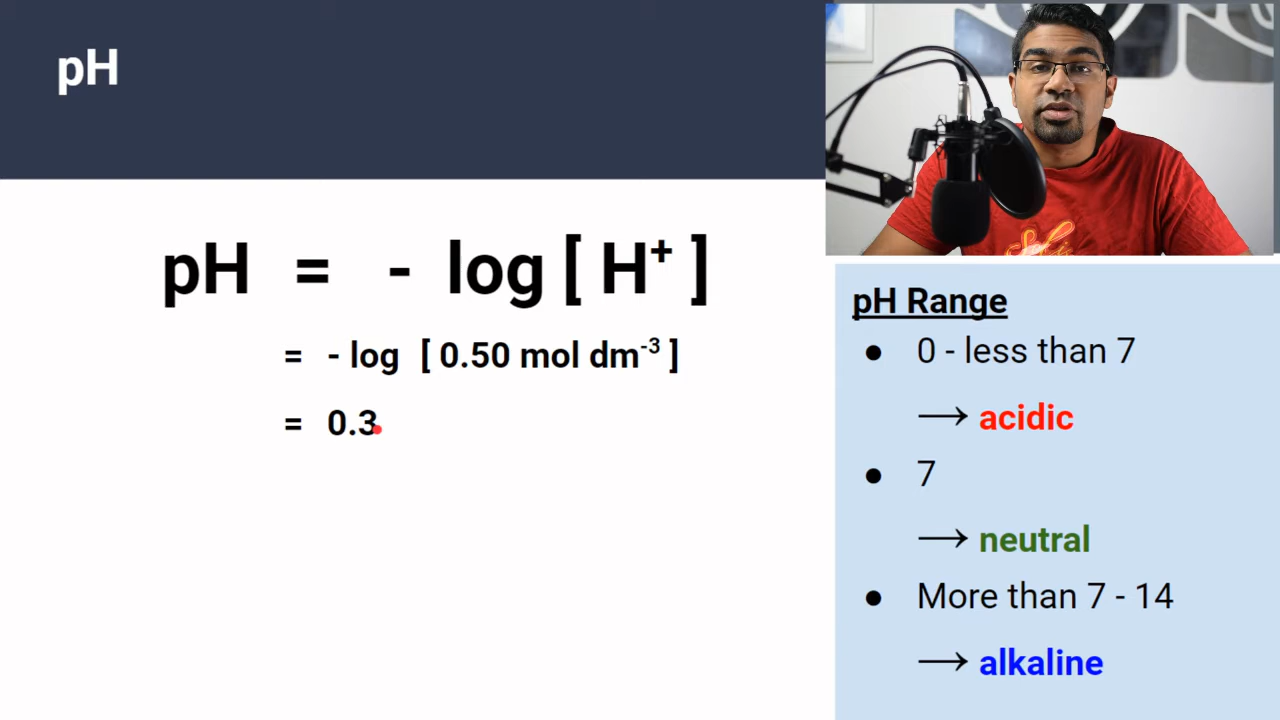 pH
pH = - log [ H⁺ ]
= - log [ 0.50 mol dm⁻³ ]
= 0.3
pH Range
● 0 - less than 7
→ acidic
● 7
→ neutral
● More than 7 - 14
→ alkaline